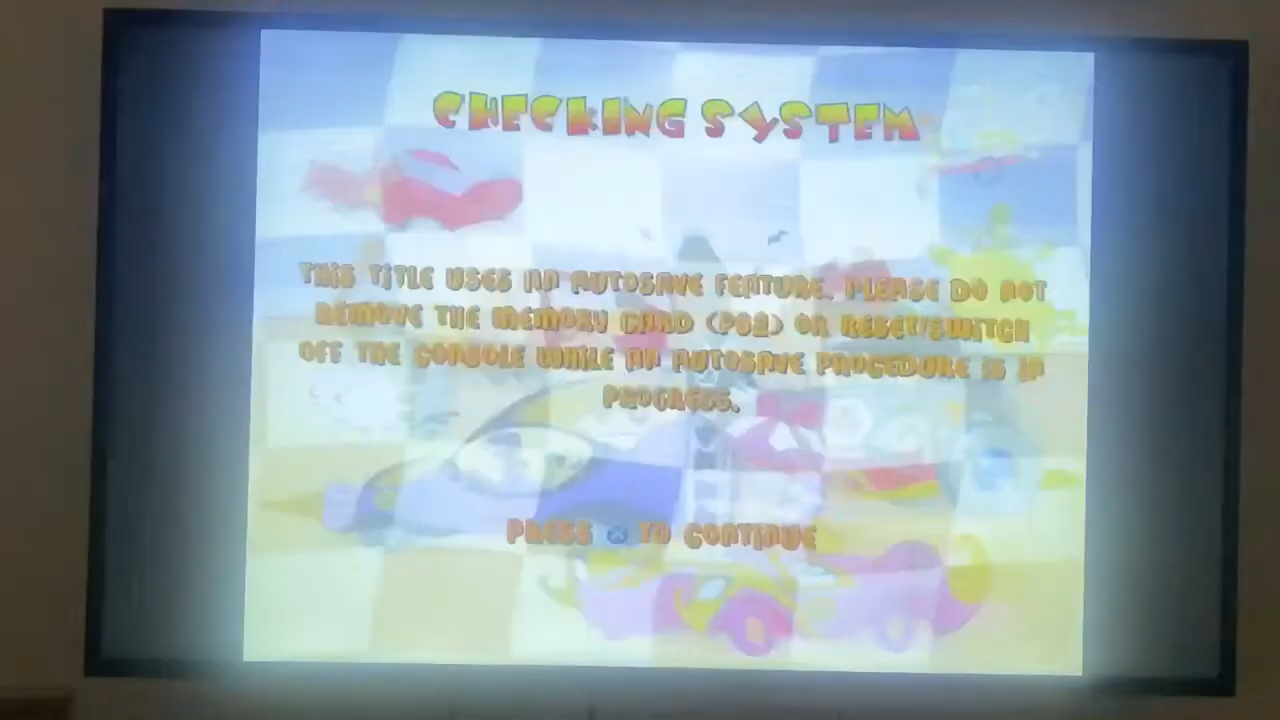 CHECKING SYSTEM
THIS TITLE USES AN AUTOSAVE FEATURE. PLEASE DO NOT
REMOVE THE MEMORY CARD (PS2) OR RESET/SWITCH
OFF THE CONSOLE WHILE AN AUTOSAVE PROCEDURE IS IN
PROGRESS.
PRESS TO CONTINUE